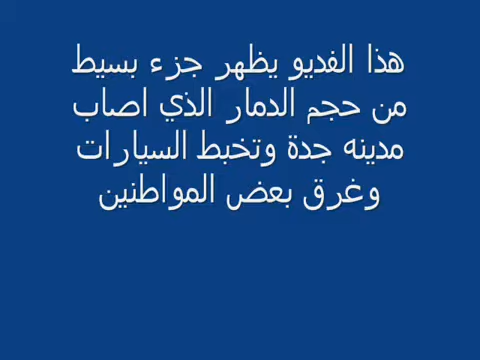 هذا الفديو يظهر جزء بسيط
من حجم الدمار الذي اصاب
مدينه جدة وتخبط السيارات
وغرق بعض المواطنين